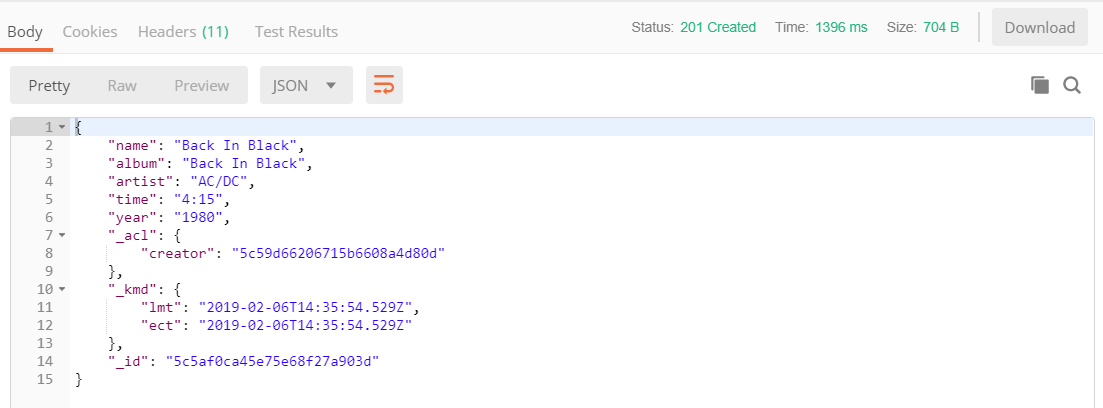 Body Cookies Headers (11) Test Results Status: 201 Created Time: 1396 ms Size: 704 B Download
Pretty Raw Preview JSON
1 {
2 "name": "Back In Black",
3 "album": "Back In Black",
4 "artist": "AC/DC",
5 "time": "4:15",
6 "year": "1980",
7 "_acl": {
8 "creator": "5c59d66206715b6608a4d80d"
9 },
10 "_kmd": {
11 "lmt": "2019-02-06T14:35:54.529Z",
12 "ect": "2019-02-06T14:35:54.529Z"
13 },
14 "_id": "5c5af0ca45e75e68f27a903d"
15 }